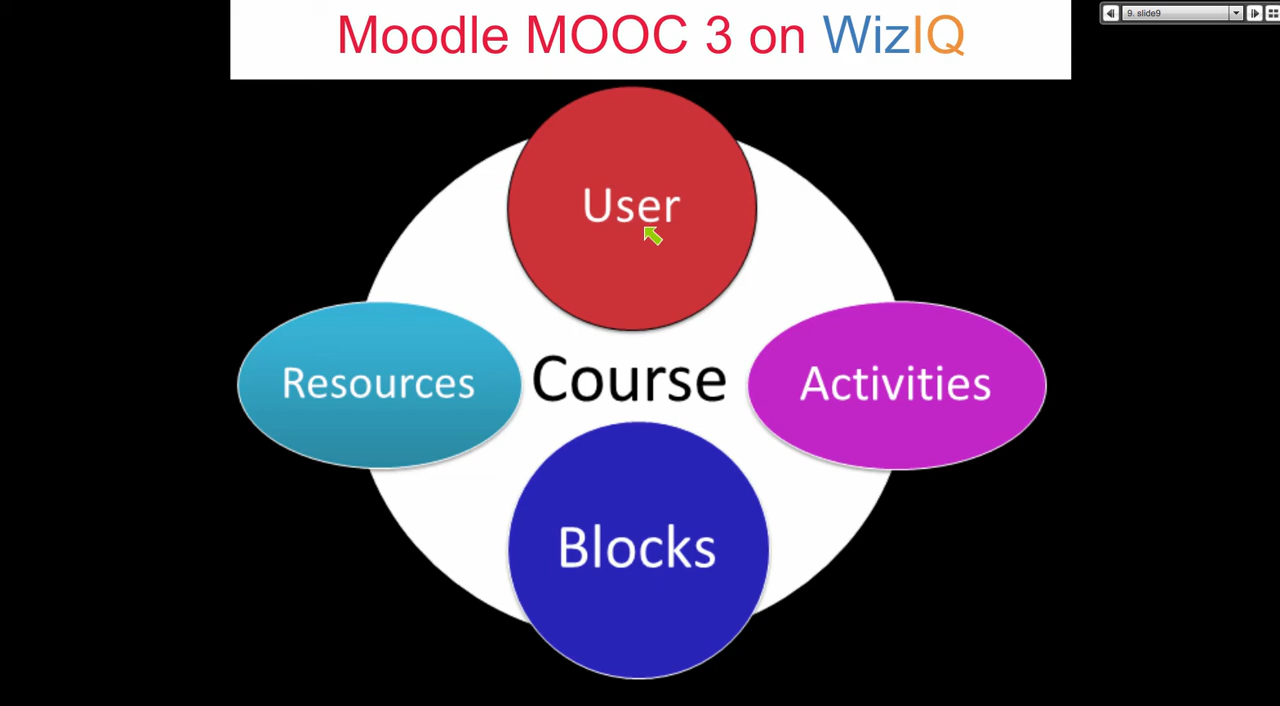 Moodle MOOC 3 on WizIQ
9. slide9
User
Resources
Course
Activities
Blocks